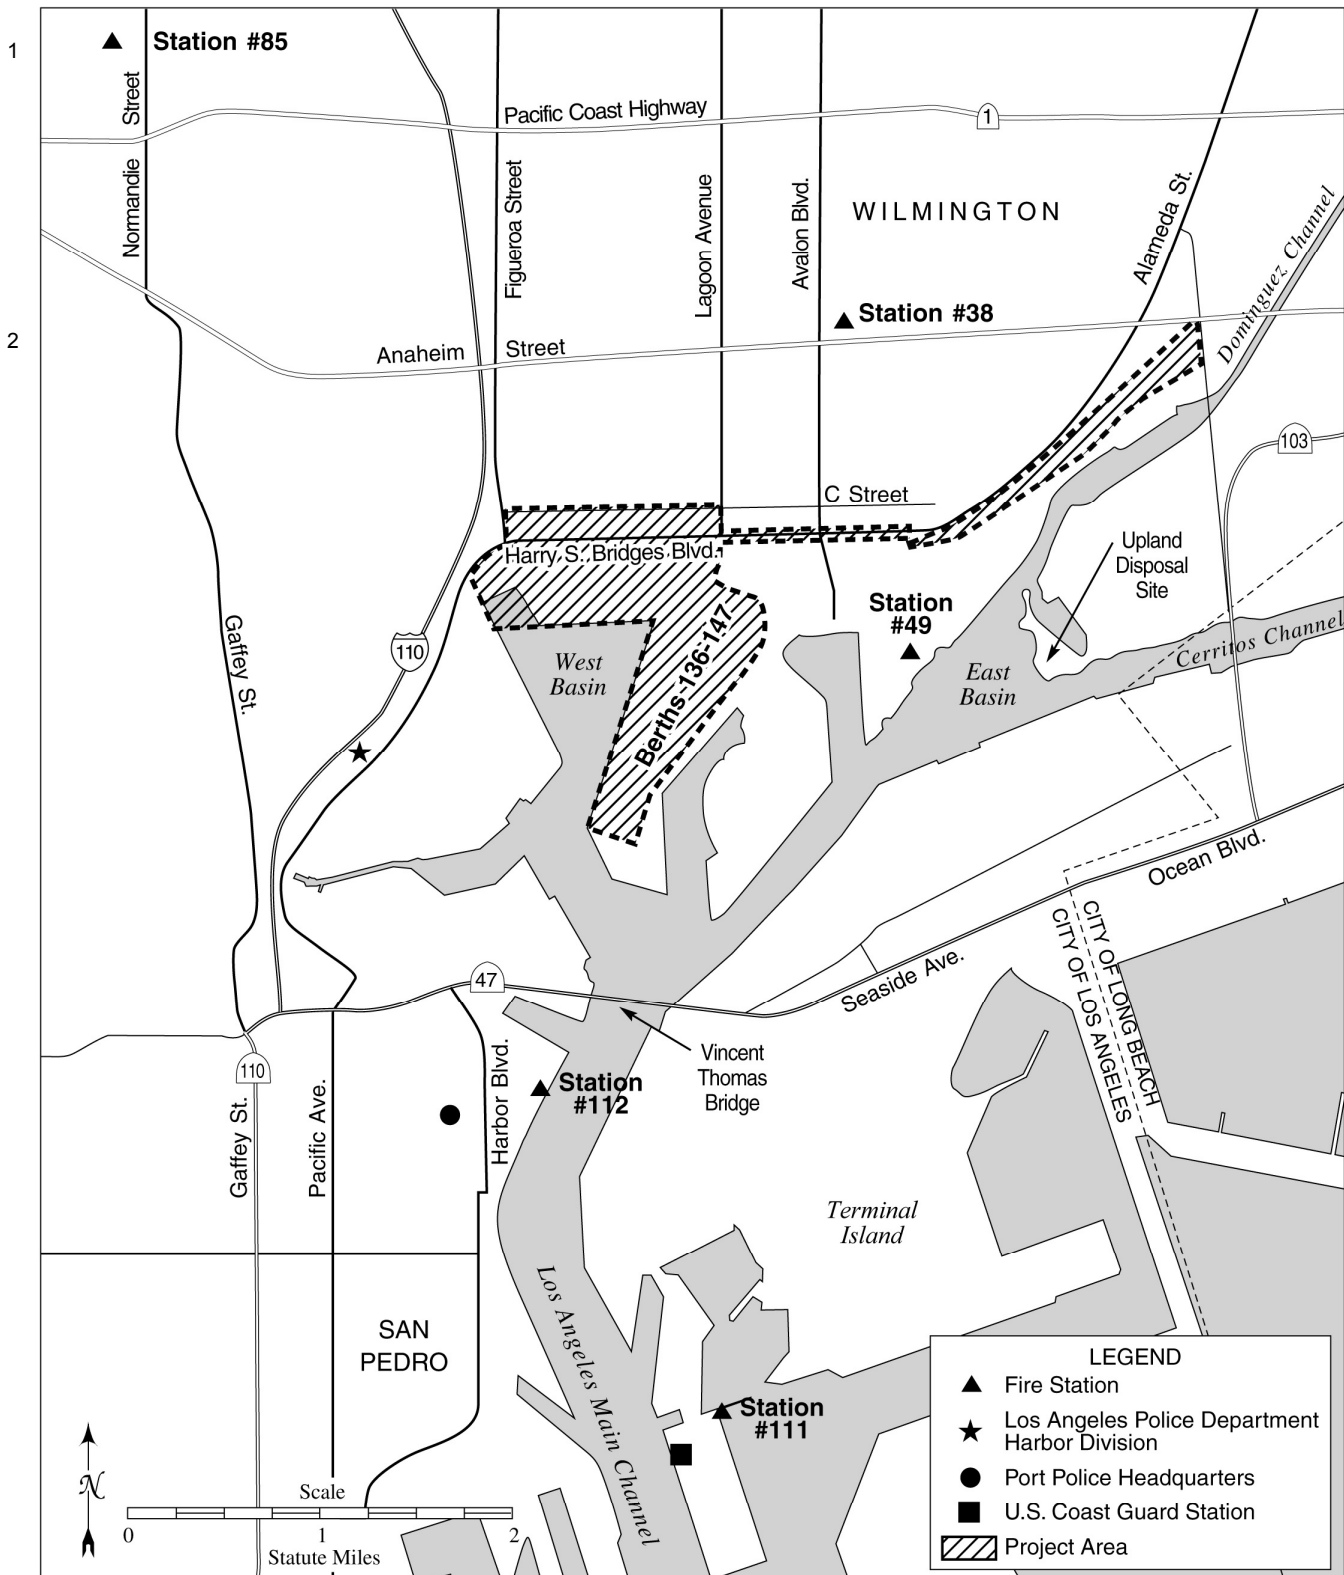 1
Station #85
Normandie Street
Pacific Coast Highway
1
Figueroa Street
Lagoon Avenue
Avalon Blvd.
WILMINGTON
Alameda St.
Dominguez Channel
2
Station #38
Anaheim Street
103
C Street
Harry S. Bridges Blvd.
Upland
Disposal
Site
Station
#49
Gaffey St.
110
West
Basin
Berths 136-147
East
Basin
Cerritos Channel
Ocean Blvd.
CITY OF LONG BEACH
CITY OF LOS ANGELES
Seaside Ave.
47
110
Vincent
Thomas
Bridge
Station
#112
Harbor Blvd.
Gaffey St.
Pacific Ave.
Terminal
Island
Los Angeles Main Channel
SAN
PEDRO
Station
#111
N
Scale
0 1 2
Statute Miles
LEGEND
Fire Station
Los Angeles Police Department
Harbor Division
Port Police Headquarters
U.S. Coast Guard Station
Project Area